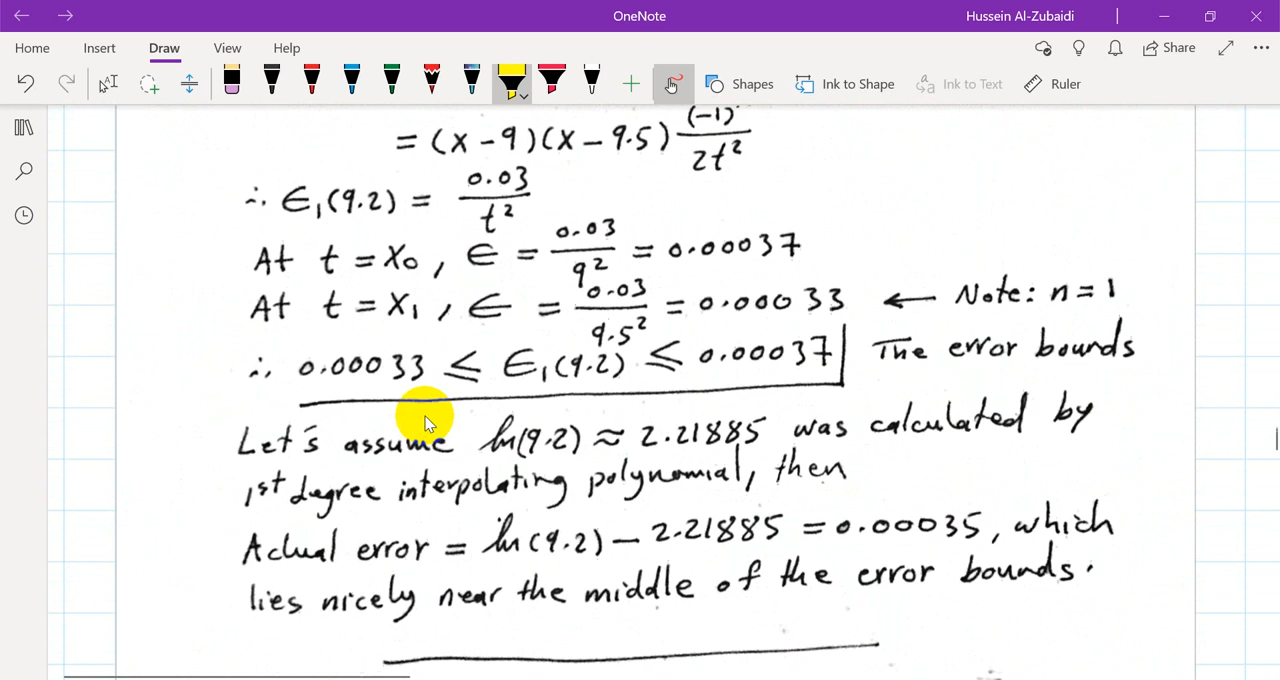 OneNote
Hussein Al-Zubaidi
Home Insert Draw View Help
Share
Shapes Ink to Shape Ink to Text Ruler
= (x - 9)(x - 9.5) (-1) / 2t²
∴ ∈₁(9.2) = 0.03 / t²
At t = x₀, ∈ = 0.03 / 9² = 0.00037
At t = x₁, ∈ = 0.03 / 9.5² = 0.00033 ← Note: n = 1
∴ 0.00033 ≤ ∈₁(9.2) ≤ 0.00037 The error bounds
Let's assume ln(9.2) ≈ 2.21885 was calculated by
1st degree interpolating polynomial, then
Actual error = ln(9.2) - 2.21885 = 0.00035, which
lies nicely near the middle of the error bounds.